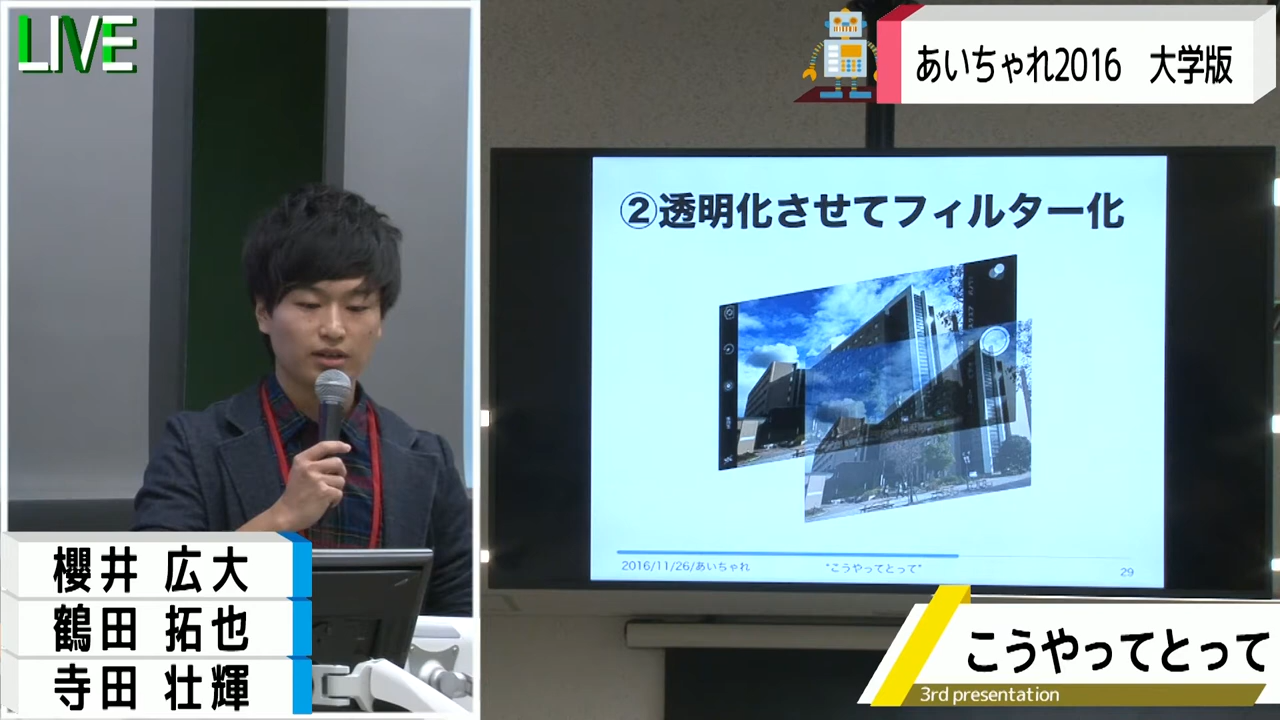 LIVE
あいちゃれ2016　大学版
②透明化させてフィルター化
2016/11/26/あいちゃれ
"こうやってとって"
29
櫻井 広大
鶴田 拓也
寺田 壮輝
こうやってとって
3rd presentation